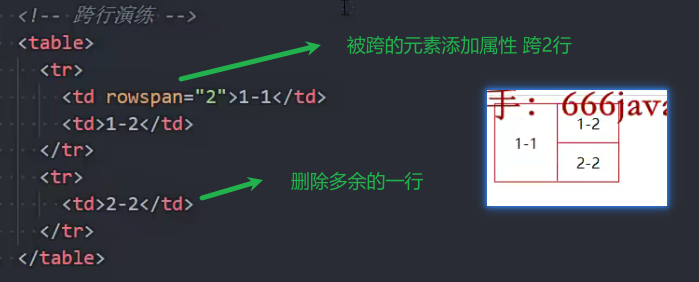 <!-- 跨行演练 -->
<table>
被跨的元素添加属性 跨2行
<tr>
<td rowspan="2">1-1</td>
<td>1-2</td>
</tr>
<tr>
删除多余的一行
<td>2-2</td>
</tr>
</table>
手：666java
1-1
1-2
2-2